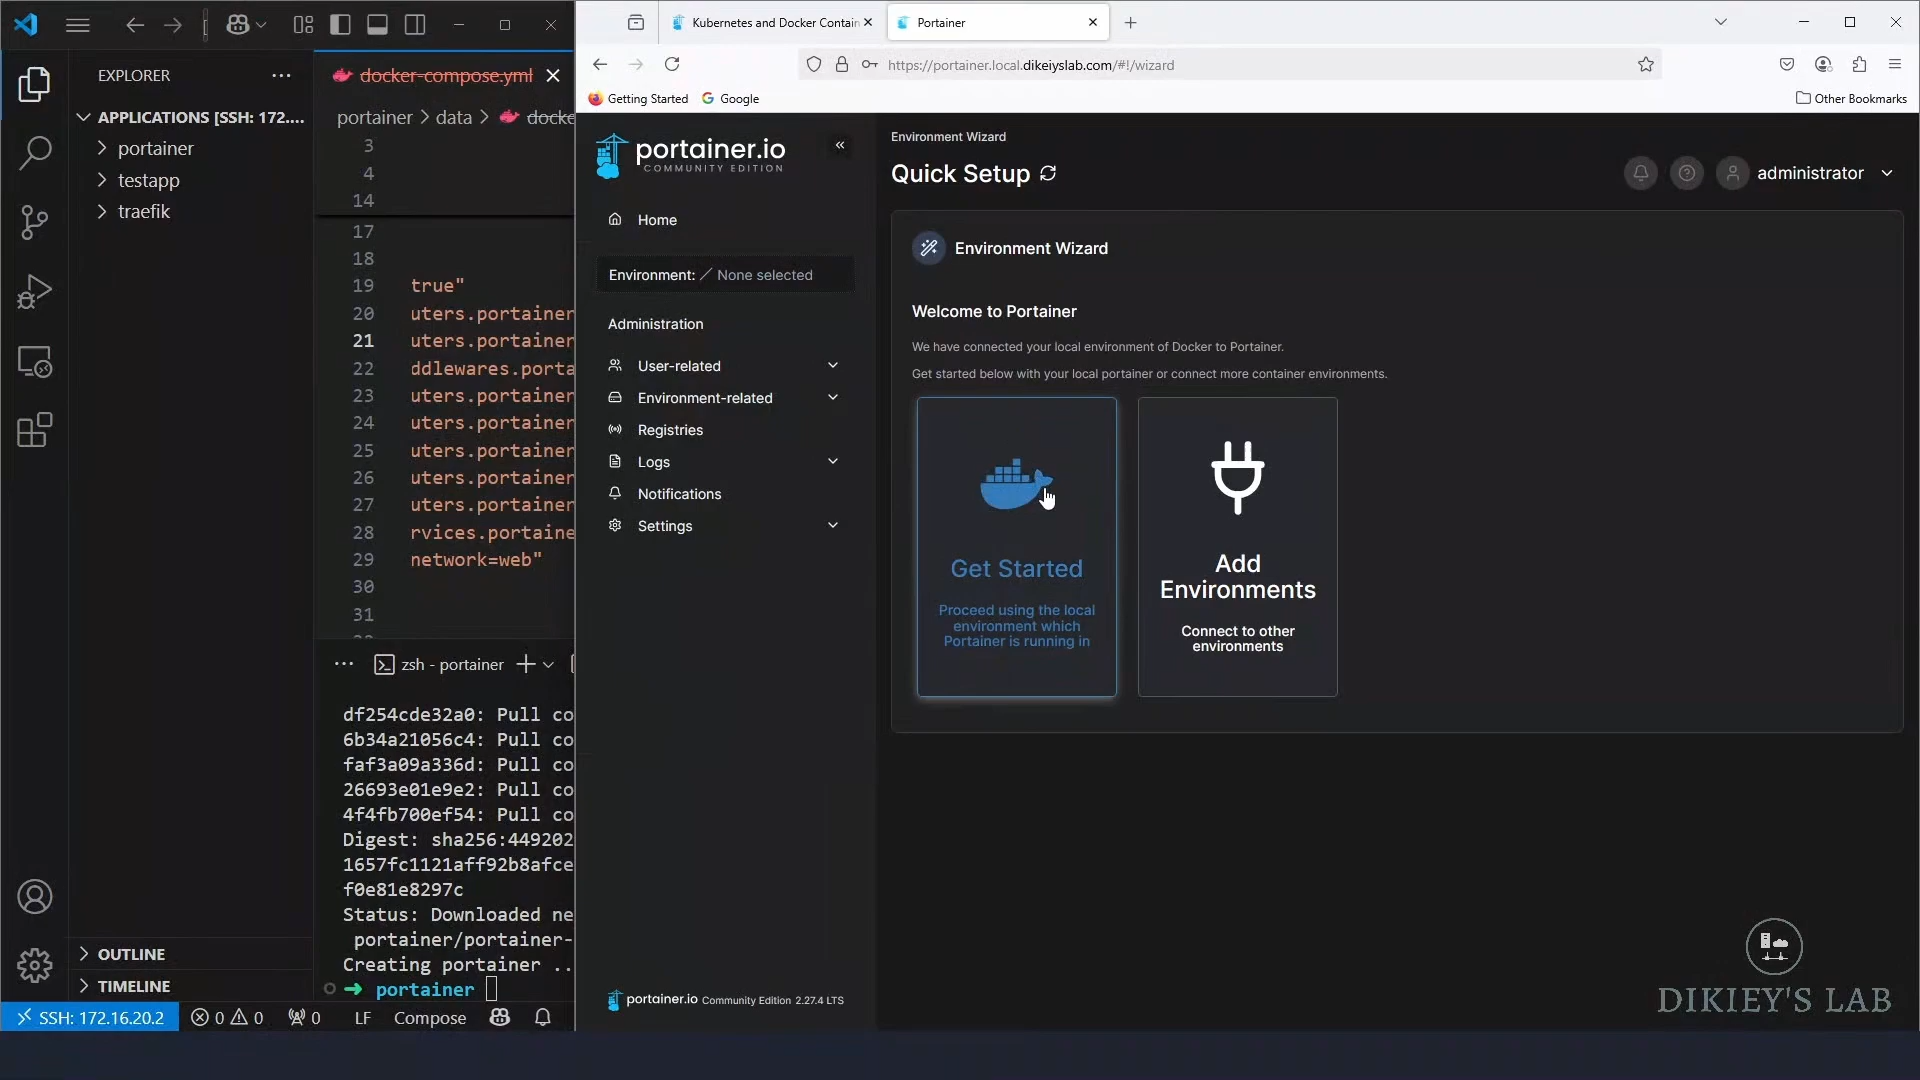 EXPLORER
APPLICATIONS [SSH: 172....
portainer
testapp
traefik
OUTLINE
TIMELINE
SSH: 172.16.20.2
0
0
0
LF
Compose
docker-compose.yml
portainer > data > docke
3
4
14
17
18
19 true"
20 uters.portainer
21 uters.portainer
22 ddlewares.porta
23 uters.portainer
24 uters.portainer
25 uters.portainer
26 uters.portainer
27 uters.portainer
28 rvices.portaine
29 network=web"
30
31
zsh - portainer
df254cde32a0: Pull co
6b34a21056c4: Pull co
faf3a09a336d: Pull co
26693e01e9e2: Pull co
4f4fb700ef54: Pull co
Digest: sha256:449202
1657fc1121aff92b8afce
f0e81e8297c
Status: Downloaded ne
portainer/portainer-
Creating portainer ..
portainer
Kubernetes and Docker Contain
Portainer
https://portainer.local.dikeiyslab.com/#!/wizard
Getting Started
Google
Other Bookmarks
portainer.io
COMMUNITY EDITION
Home
Environment: None selected
Administration
User-related
Environment-related
Registries
Logs
Notifications
Settings
portainer.io Community Edition 2.27.4 LTS
Environment Wizard
Quick Setup
administrator
Environment Wizard
Welcome to Portainer
We have connected your local environment of Docker to Portainer.
Get started below with your local portainer or connect more container environments.
Get Started
Proceed using the local
environment which
Portainer is running in
Add
Environments
Connect to other
environments
DIKIEY'S LAB